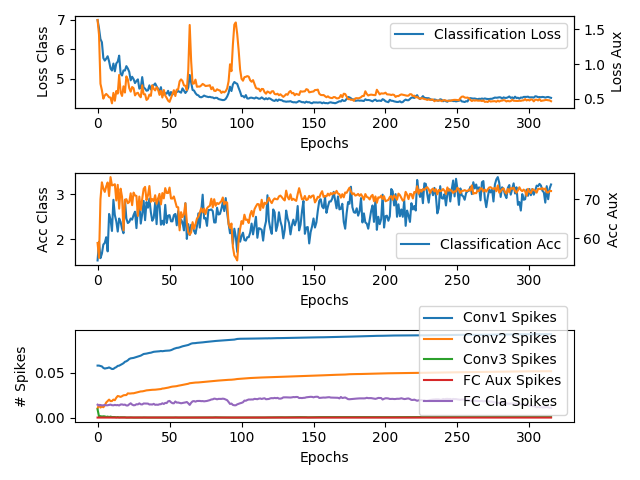 7
6
5
Loss Class
Classification Loss
1.5
1.0
0.5
Loss Aux
0 50 100 150 200 250 300
Epochs
3
2
Acc Class
Classification Acc
70
60
Acc Aux
0 50 100 150 200 250 300
Epochs
0.05
0.00
# Spikes
Conv1 Spikes
Conv2 Spikes
Conv3 Spikes
FC Aux Spikes
FC Cla Spikes
0 50 100 150 200 250 300
Epochs